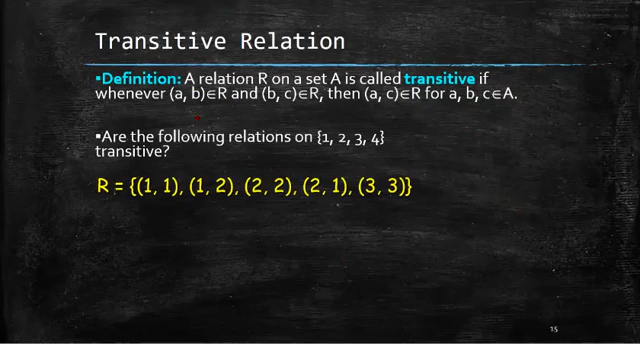 Transitive Relation
▪Definition: A relation R on a set A is called transitive if
whenever (a, b)∈R and (b, c)∈R, then (a, c)∈R for a, b, c∈A.
▪Are the following relations on {1, 2, 3, 4}
transitive?
R = {(1, 1), (1, 2), (2, 2), (2, 1), (3, 3)}
15